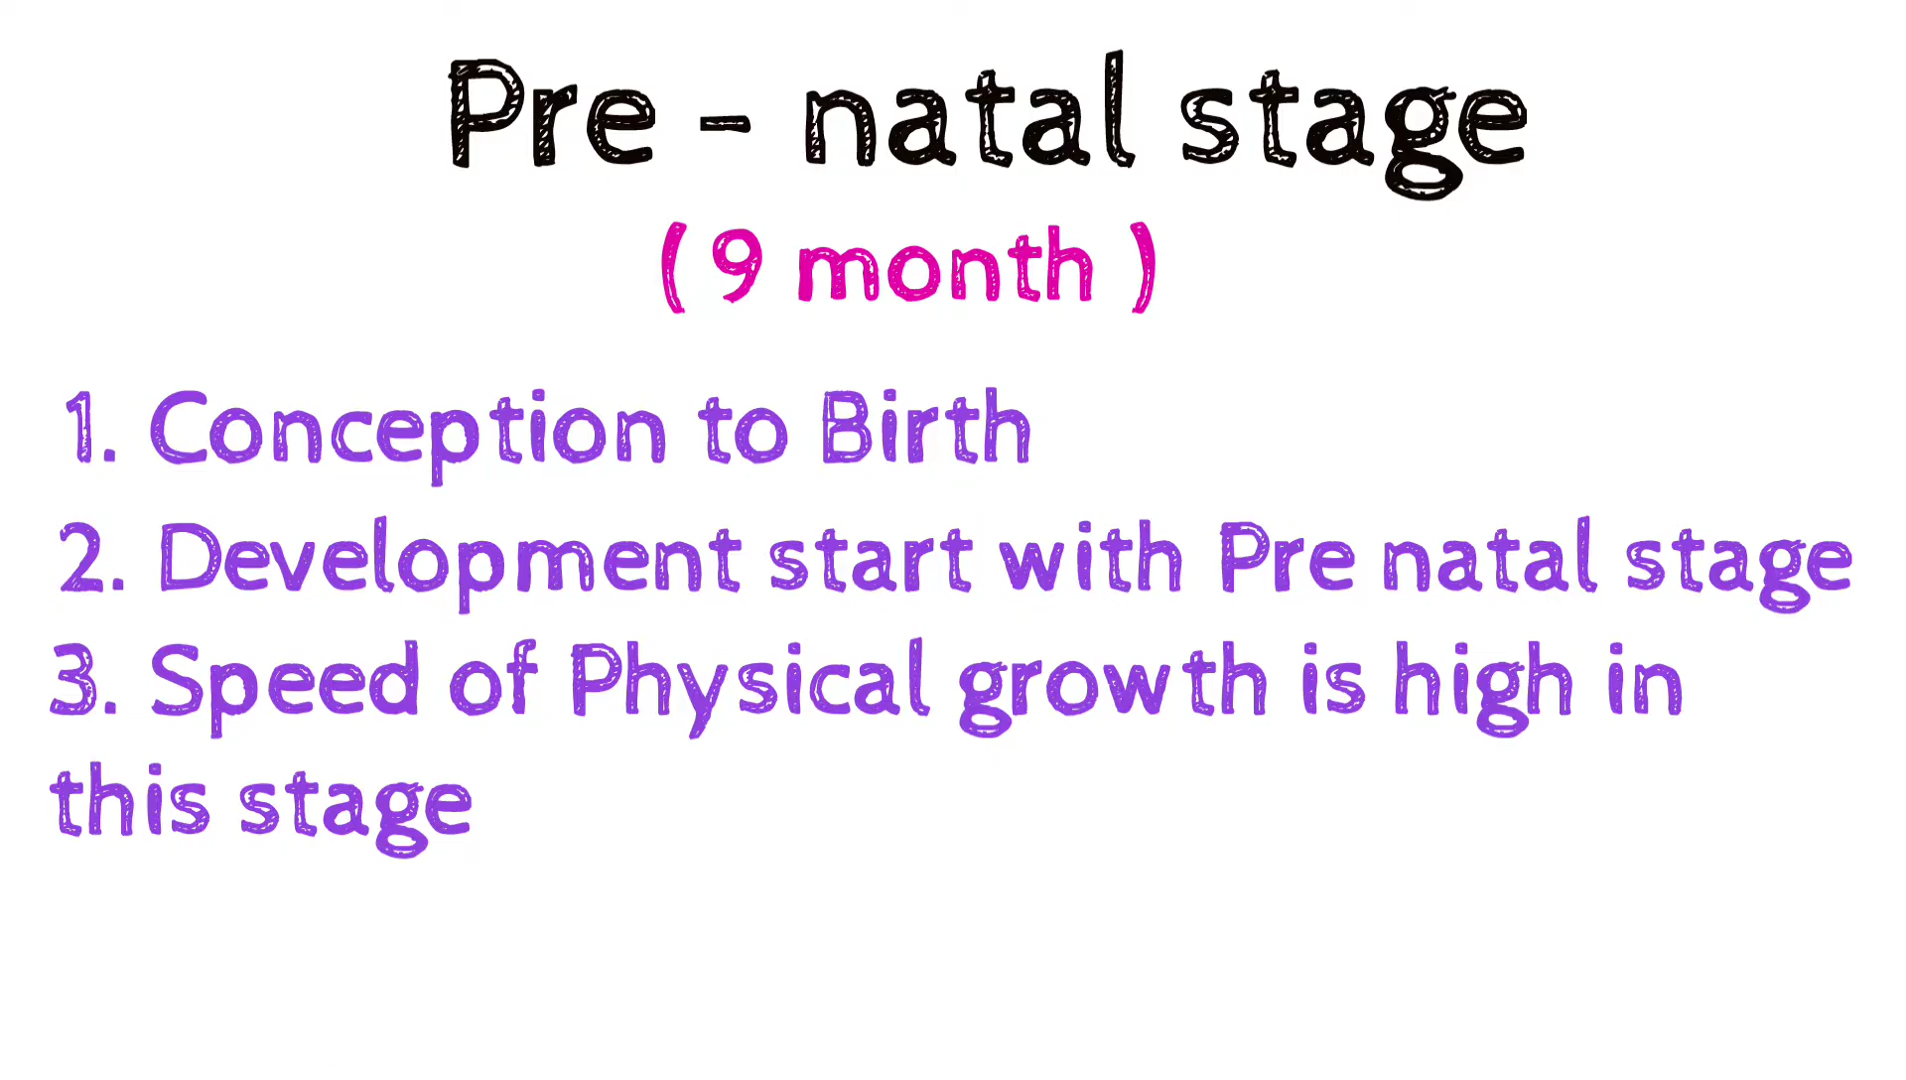 Pre - natal stage
( 9 month )
1. Conception to Birth
2. Development start with Pre natal stage
3. Speed of Physical growth is high in
this stage